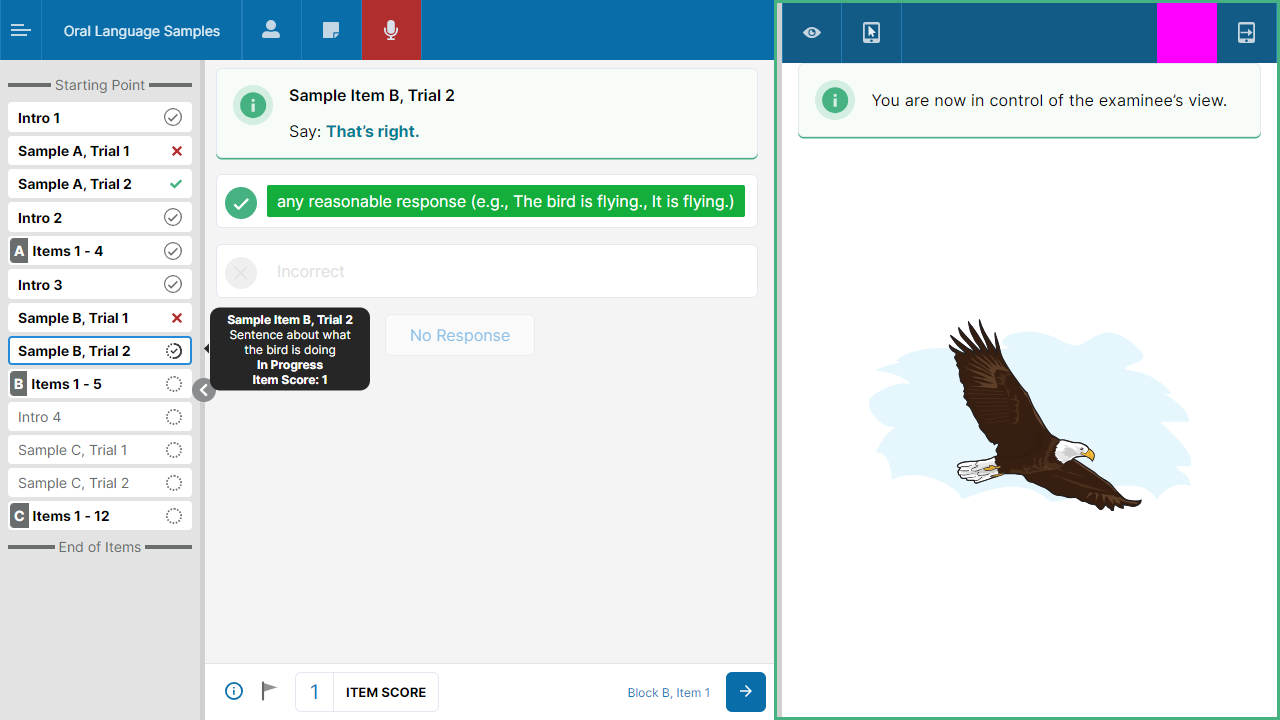 Oral Language Samples
Starting Point
Intro 1
Sample A, Trial 1
Sample A, Trial 2
Intro 2
A Items 1 - 4
Intro 3
Sample B, Trial 1
Sample B, Trial 2
B Items 1 - 5
Intro 4
Sample C, Trial 1
Sample C, Trial 2
C Items 1 - 12
End of Items
Sample Item B, Trial 2
Say: That’s right.
any reasonable response (e.g., The bird is flying., It is flying.)
Incorrect
Sample Item B, Trial 2
Sentence about what
the bird is doing
In Progress
Item Score: 1
No Response
1 ITEM SCORE
Block B, Item 1
You are now in control of the examinee’s view.